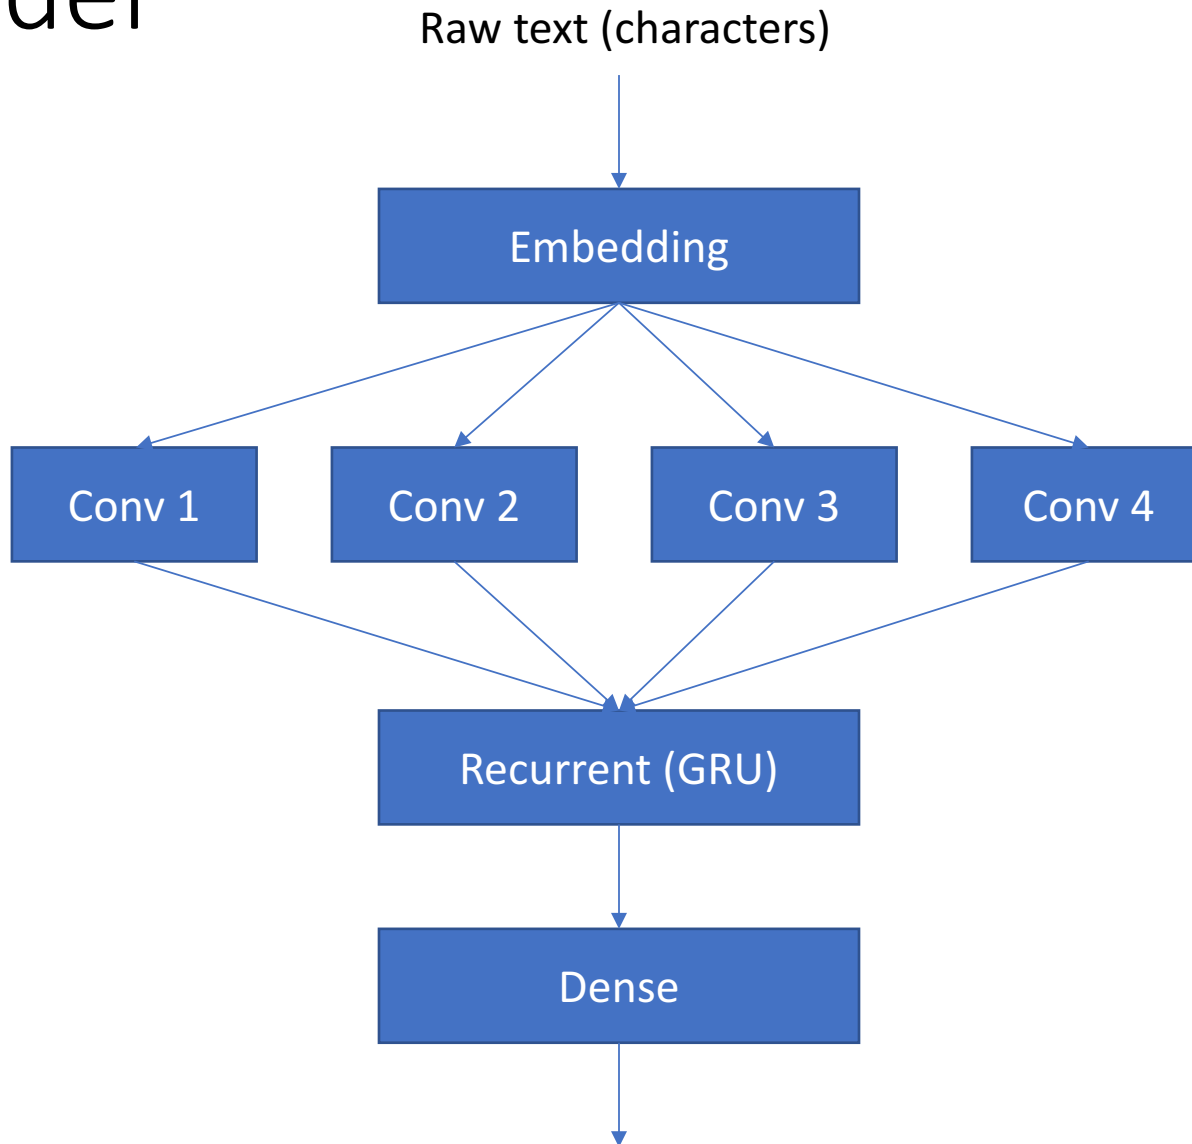 Raw text (characters)
Embedding
Conv 1
Conv 2
Conv 3
Conv 4
Recurrent (GRU)
Dense